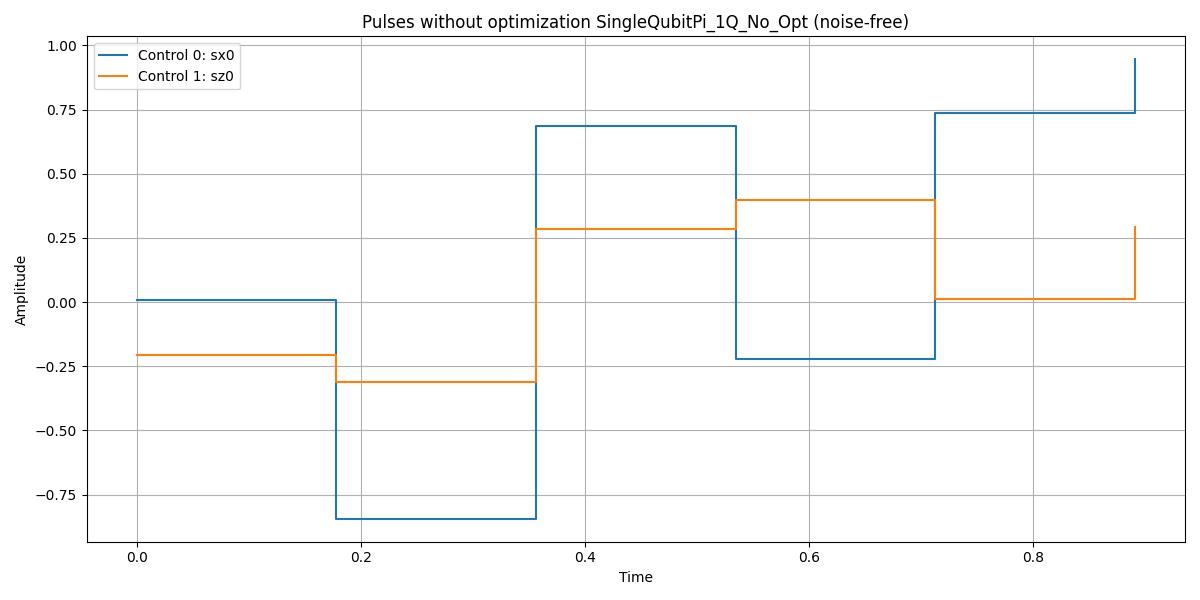 Pulses without optimization SingleQubitPi_1Q_No_Opt (noise-free)
Control 0: sx0
Control 1: sz0
1.00
0.75
0.50
0.25
0.00
−0.25
−0.50
−0.75
Amplitude
0.0 0.2 0.4 0.6 0.8
Time